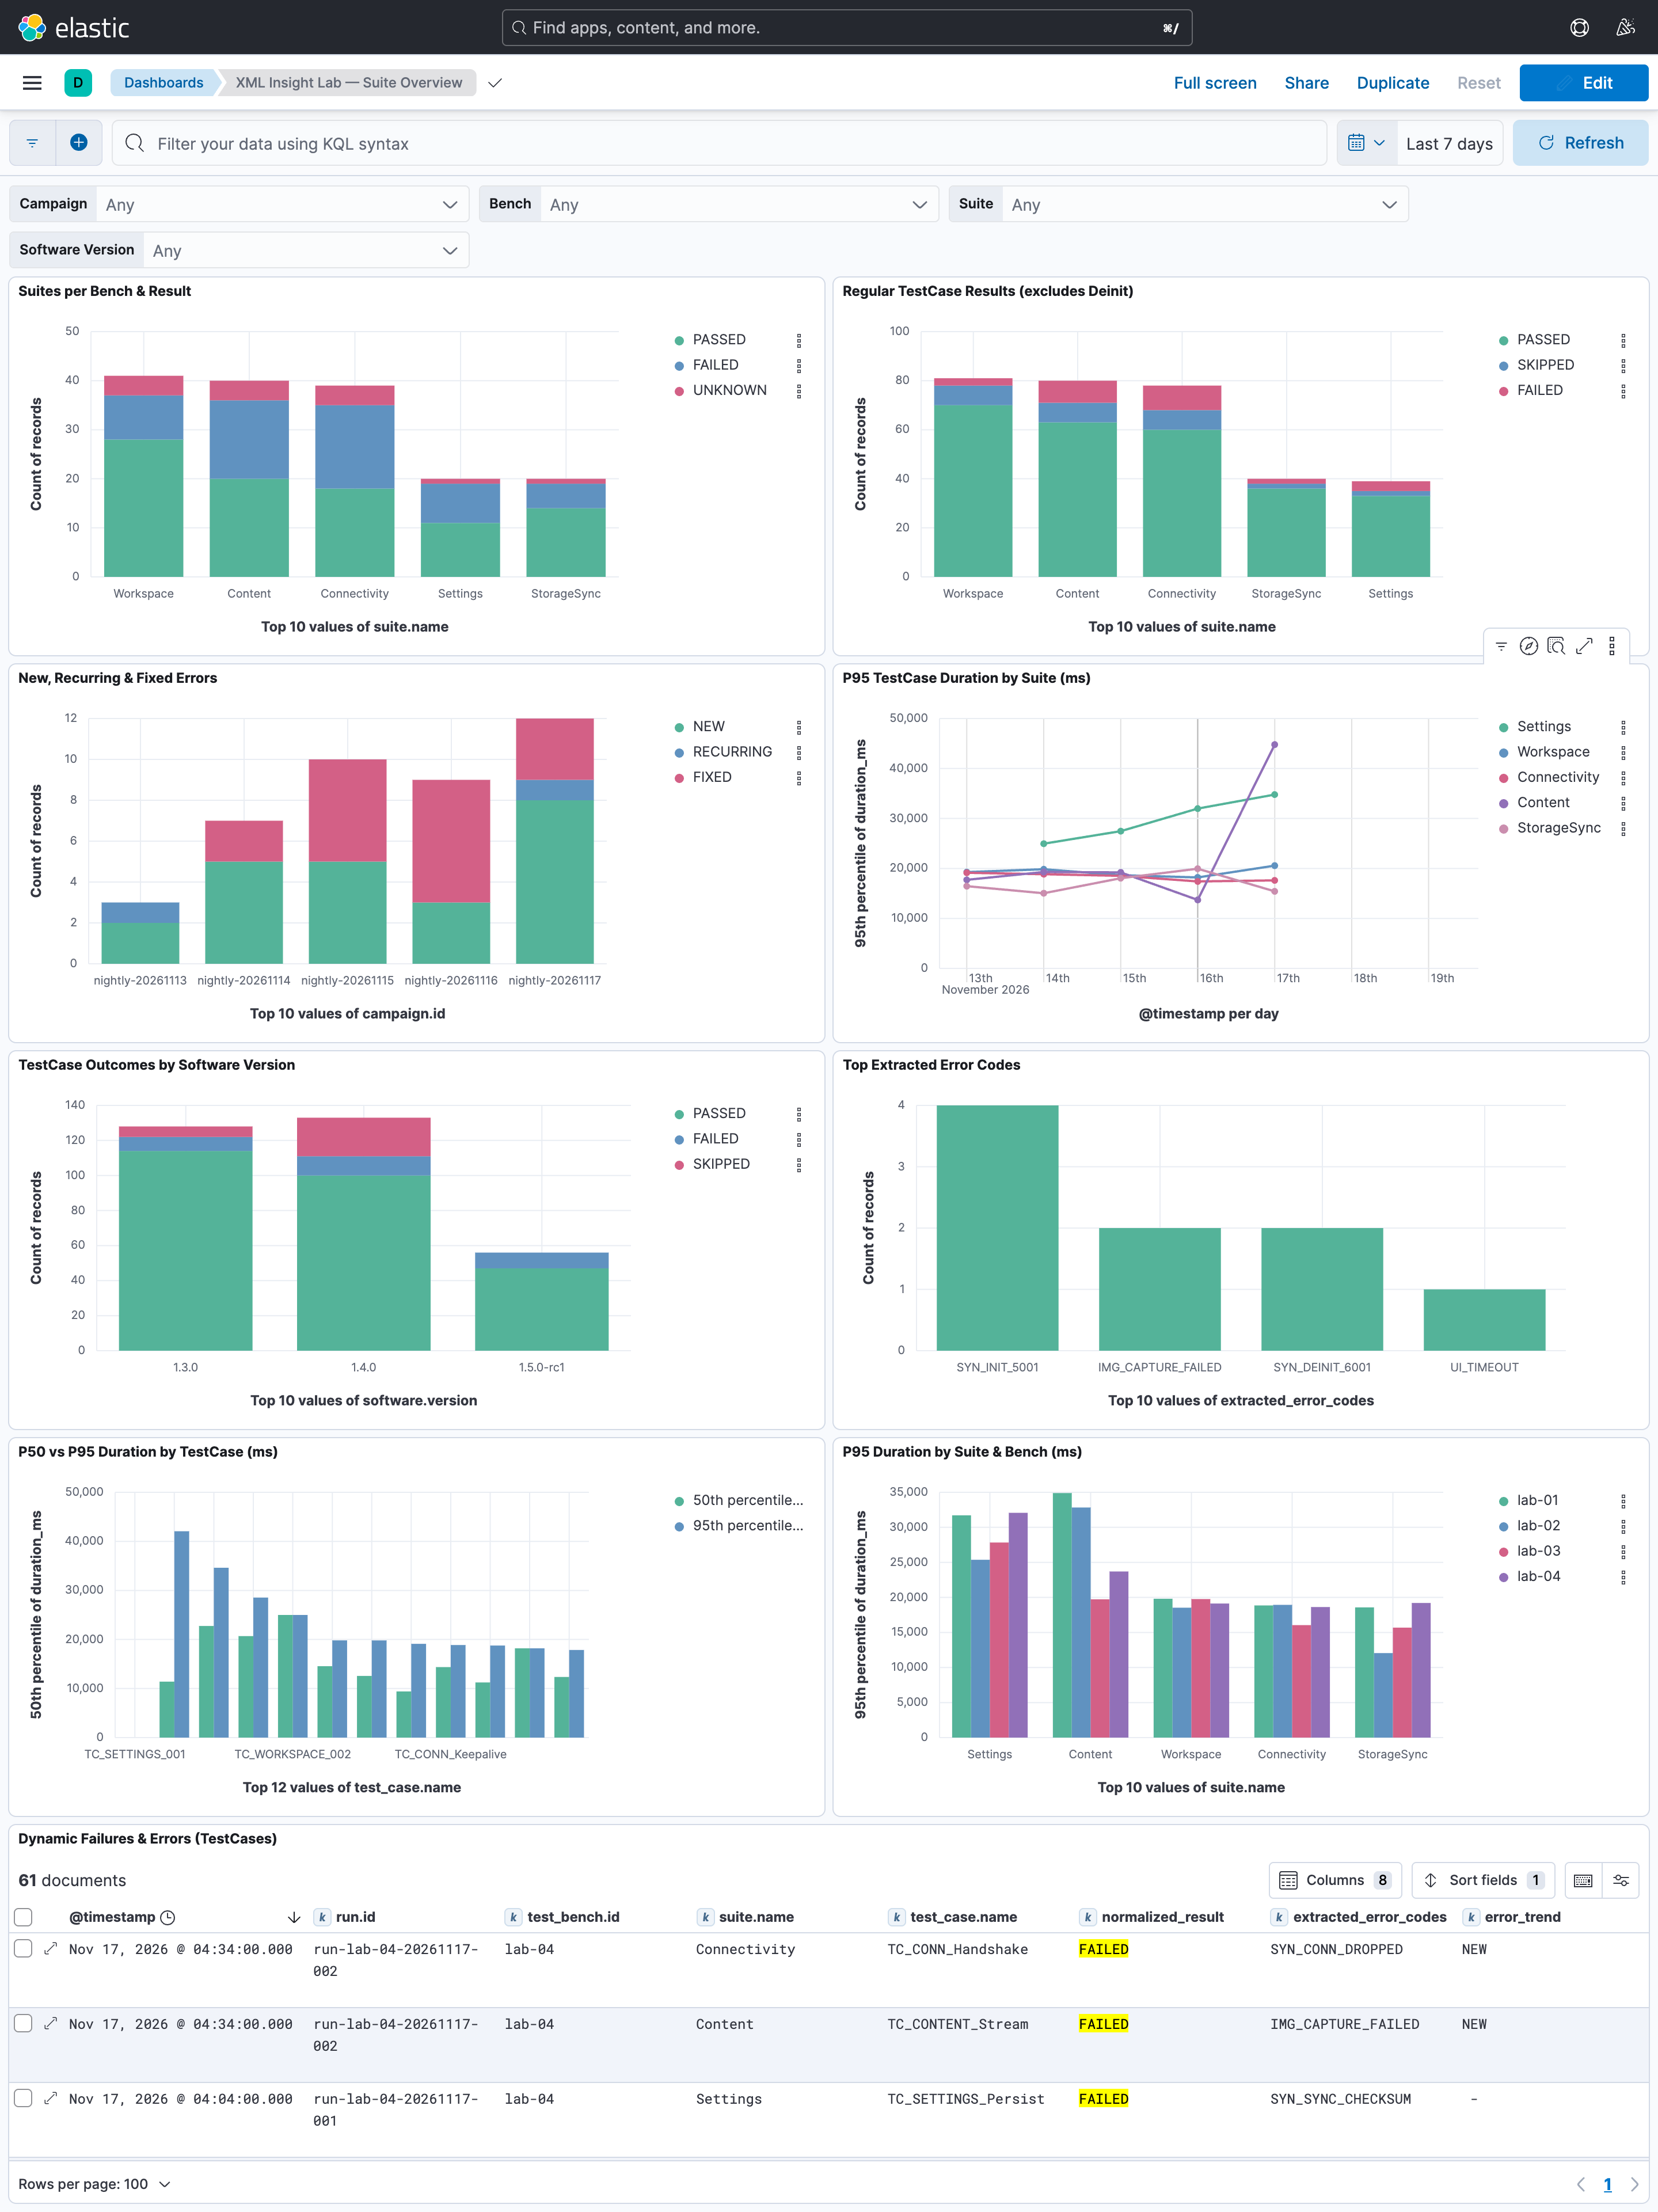 elastic
Find apps, content, and more.
⌘/
D
Dashboards
XML Insight Lab — Suite Overview
Full screen
Share
Duplicate
Reset
Edit
Filter your data using KQL syntax
Last 7 days
Refresh
Campaign Any
Bench Any
Suite Any
Software Version Any
Suites per Bench & Result
50
40
30
20
10
0
Count of records
Workspace Content Connectivity Settings StorageSync
Top 10 values of suite.name
PASSED
FAILED
UNKNOWN
Regular TestCase Results (excludes Deinit)
100
80
60
40
20
0
Count of records
Workspace Content Connectivity StorageSync Settings
Top 10 values of suite.name
PASSED
SKIPPED
FAILED
New, Recurring & Fixed Errors
12
10
8
6
4
2
0
Count of records
nightly-20261113 nightly-20261114 nightly-20261115 nightly-20261116 nightly-20261117
Top 10 values of campaign.id
NEW
RECURRING
FIXED
P95 TestCase Duration by Suite (ms)
50,000
40,000
30,000
20,000
10,000
0
95th percentile of duration_ms
13th 14th 15th 16th 17th 18th 19th
November 2026
@timestamp per day
Settings
Workspace
Connectivity
Content
StorageSync
TestCase Outcomes by Software Version
140
120
100
80
60
40
20
0
Count of records
1.3.0 1.4.0 1.5.0-rc1
Top 10 values of software.version
PASSED
FAILED
SKIPPED
Top Extracted Error Codes
4
3
2
1
0
Count of records
SYN_INIT_5001 IMG_CAPTURE_FAILED SYN_DEINIT_6001 UI_TIMEOUT
Top 10 values of extracted_error_codes
P50 vs P95 Duration by TestCase (ms)
50,000
40,000
30,000
20,000
10,000
0
50th percentile of duration_ms
TC_SETTINGS_001 TC_WORKSPACE_002 TC_CONN_Keepalive
Top 12 values of test_case.name
50th percentile...
95th percentile...
P95 Duration by Suite & Bench (ms)
35,000
30,000
25,000
20,000
15,000
10,000
5,000
0
95th percentile of duration_ms
Settings Content Workspace Connectivity StorageSync
Top 10 values of suite.name
lab-01
lab-02
lab-03
lab-04
Dynamic Failures & Errors (TestCases)
61 documents
Columns 8
Sort fields 1
@timestamp k run.id k test_bench.id k suite.name k test_case.name k normalized_result k extracted_error_codes k error_trend
Nov 17, 2026 @ 04:34:00.000 run-lab-04-20261117- lab-04 Connectivity TC_CONN_Handshake FAILED SYN_CONN_DROPPED NEW
002
Nov 17, 2026 @ 04:34:00.000 run-lab-04-20261117- lab-04 Content TC_CONTENT_Stream FAILED IMG_CAPTURE_FAILED NEW
002
Nov 17, 2026 @ 04:04:00.000 run-lab-04-20261117- lab-04 Settings TC_SETTINGS_Persist FAILED SYN_SYNC_CHECKSUM -
001
Rows per page: 100
1